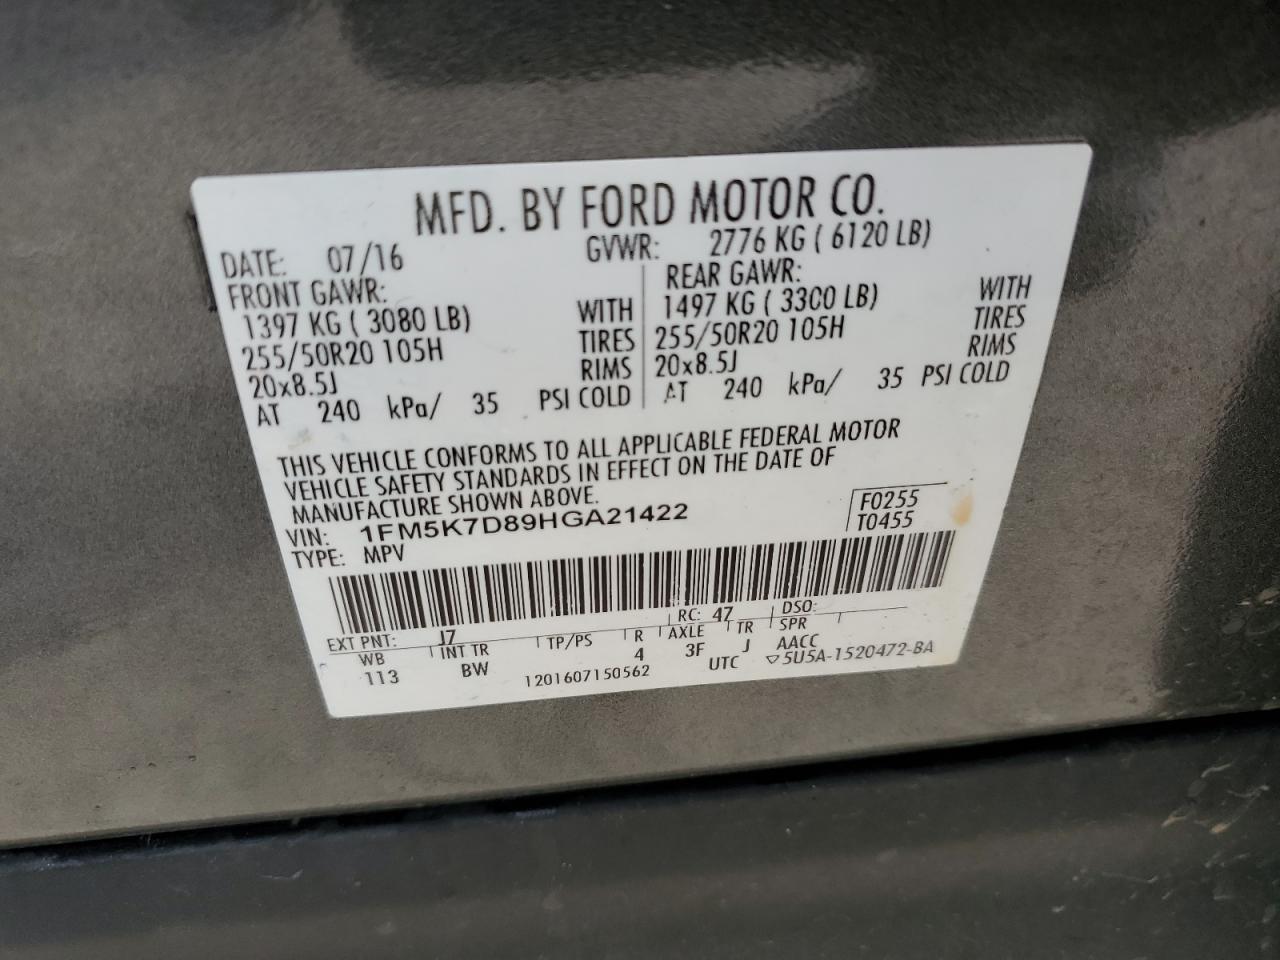 MFD. BY FORD MOTOR CO.
DATE: 07/16 GVWR: 2776 KG ( 6120 LB)
FRONT GAWR: REAR GAWR:
1397 KG ( 3080 LB) WITH 1497 KG ( 3300 LB) WITH
255/50R20 105H TIRES 255/50R20 105H TIRES
20x8.5J RIMS 20x8.5J RIMS
AT 240 kPa/ 35 PSI COLD AT 240 kPa/ 35 PSI COLD
THIS VEHICLE CONFORMS TO ALL APPLICABLE FEDERAL MOTOR
VEHICLE SAFETY STANDARDS IN EFFECT ON THE DATE OF
MANUFACTURE SHOWN ABOVE.
VIN: 1FM5K7D89HGA21422 F0255
TYPE: MPV T0455
EXT PNT: J7 RC: 47 DSO:
WB INT TR TP/PS R AXLE TR SPR
113 BW 4 3F J AACC
1201607150562 UTC ▽5U5A-1520472-BA